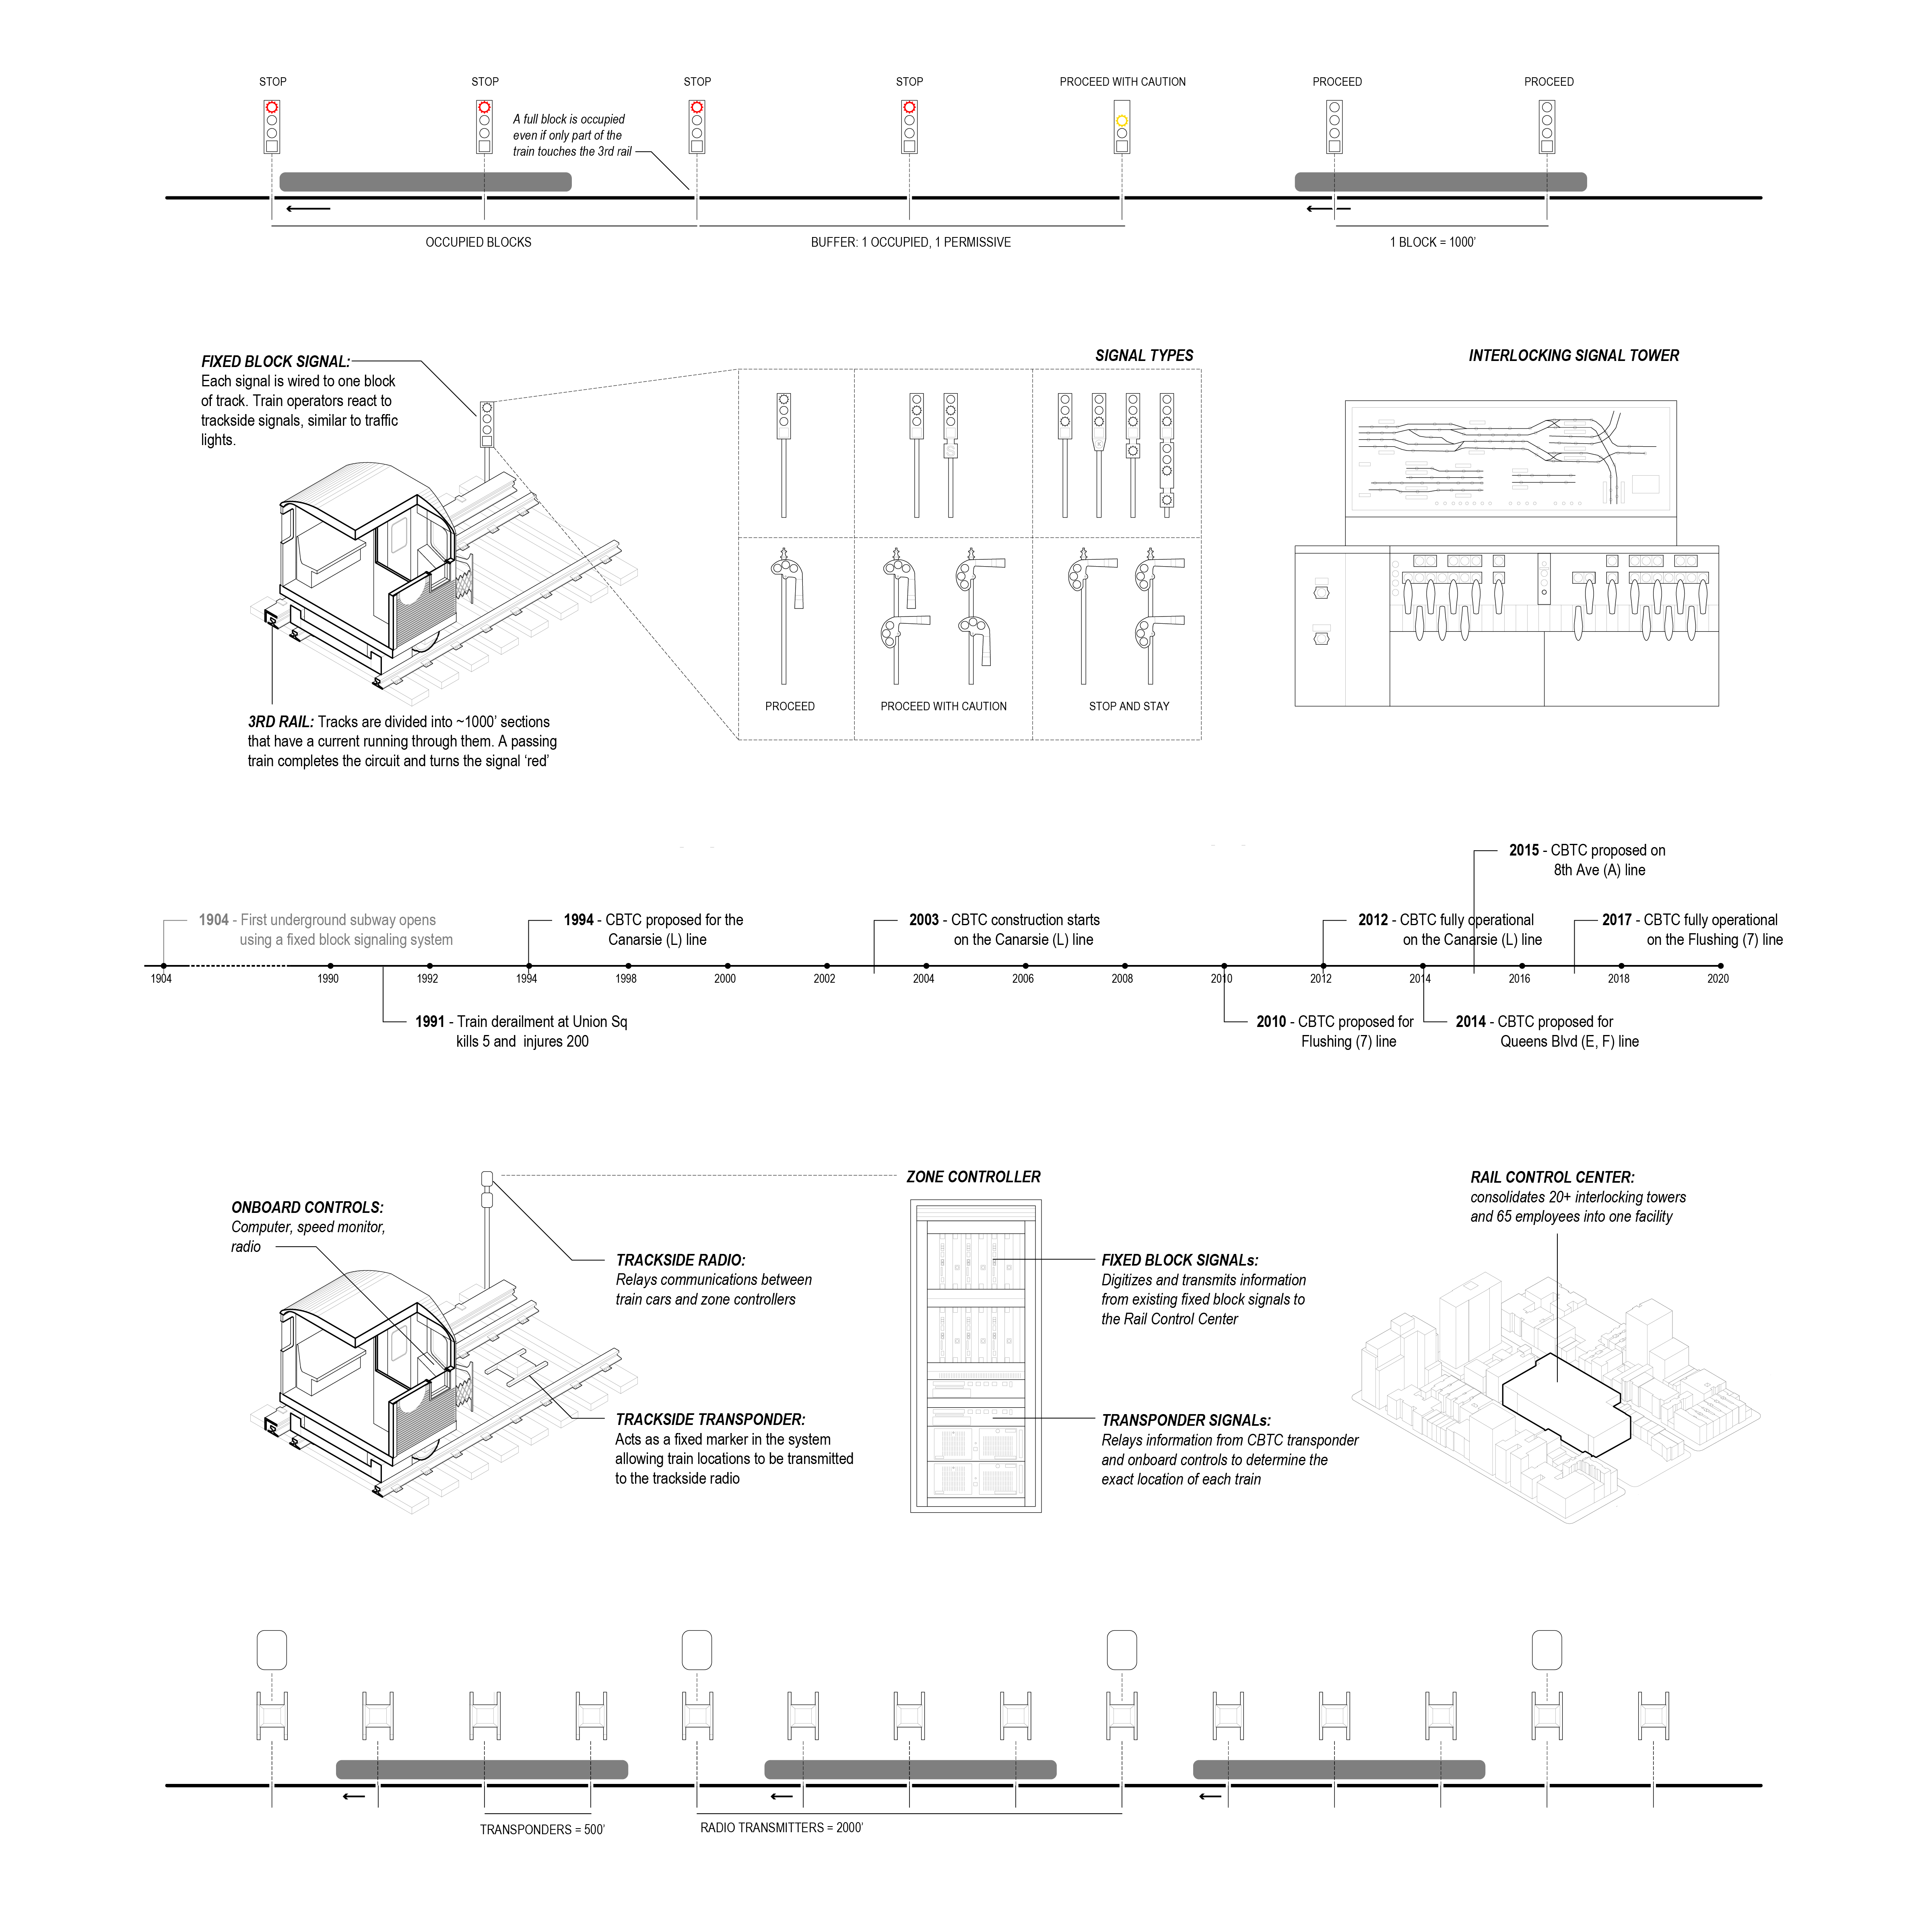 STOP
STOP
STOP
STOP
PROCEED WITH CAUTION
PROCEED
PROCEED
A full block is occupied
even if only part of the
train touches the 3rd rail
OCCUPIED BLOCKS
BUFFER: 1 OCCUPIED, 1 PERMISSIVE
1 BLOCK = 1000'
FIXED BLOCK SIGNAL:
Each signal is wired to one block
of track. Train operators react to
trackside signals, similar to traffic
lights.
SIGNAL TYPES
INTERLOCKING SIGNAL TOWER
PROCEED
PROCEED WITH CAUTION
STOP AND STAY
3RD RAIL: Tracks are divided into ~1000' sections
that have a current running through them. A passing
train completes the circuit and turns the signal 'red'
2015 - CBTC proposed on
8th Ave (A) line
1904 - First underground subway opens
using a fixed block signaling system
1994 - CBTC proposed for the
Canarsie (L) line
2003 - CBTC construction starts
on the Canarsie (L) line
2012 - CBTC fully operational
on the Canarsie (L) line
2017 - CBTC fully operational
on the Flushing (7) line
1904
1990
1992
1994
1998
2000
2002
2004
2006
2008
2010
2012
2014
2016
2018
2020
1991 - Train derailment at Union Sq
kills 5 and injures 200
2010 - CBTC proposed for
Flushing (7) line
2014 - CBTC proposed for
Queens Blvd (E, F) line
ONBOARD CONTROLS:
Computer, speed monitor,
radio
TRACKSIDE RADIO:
Relays communications between
train cars and zone controllers
TRACKSIDE TRANSPONDER:
Acts as a fixed marker in the system
allowing train locations to be transmitted
to the trackside radio
ZONE CONTROLLER
FIXED BLOCK SIGNALs:
Digitizes and transmits information
from existing fixed block signals to
the Rail Control Center
TRANSPONDER SIGNALs:
Relays information from CBTC transponder
and onboard controls to determine the
exact location of each train
RAIL CONTROL CENTER:
consolidates 20+ interlocking towers
and 65 employees into one facility
TRANSPONDERS = 500'
RADIO TRANSMITTERS = 2000'